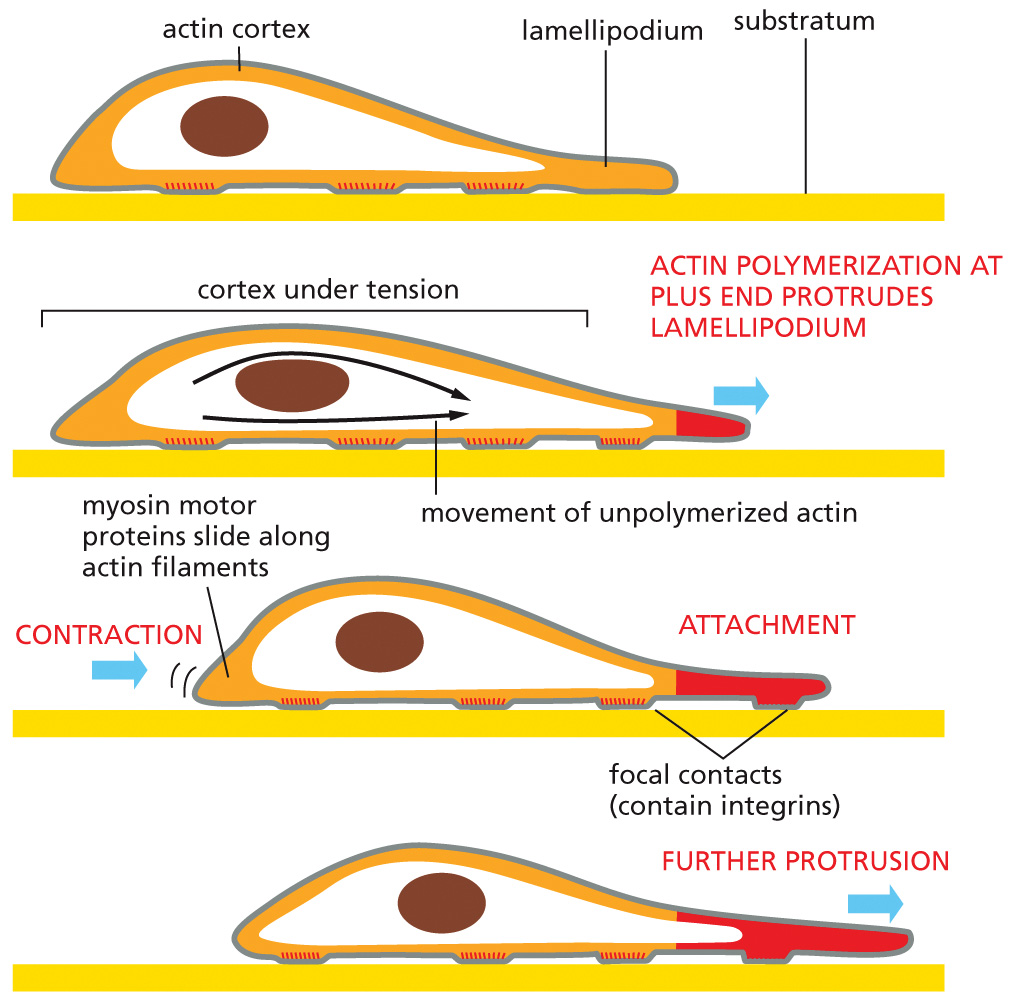 actin cortex
lamellipodium
substratum
ACTIN POLYMERIZATION AT
PLUS END PROTRUDES
LAMELLIPODIUM
cortex under tension
movement of unpolymerized actin
myosin motor
proteins slide along
actin filaments
CONTRACTION
ATTACHMENT
focal contacts
(contain integrins)
FURTHER PROTRUSION